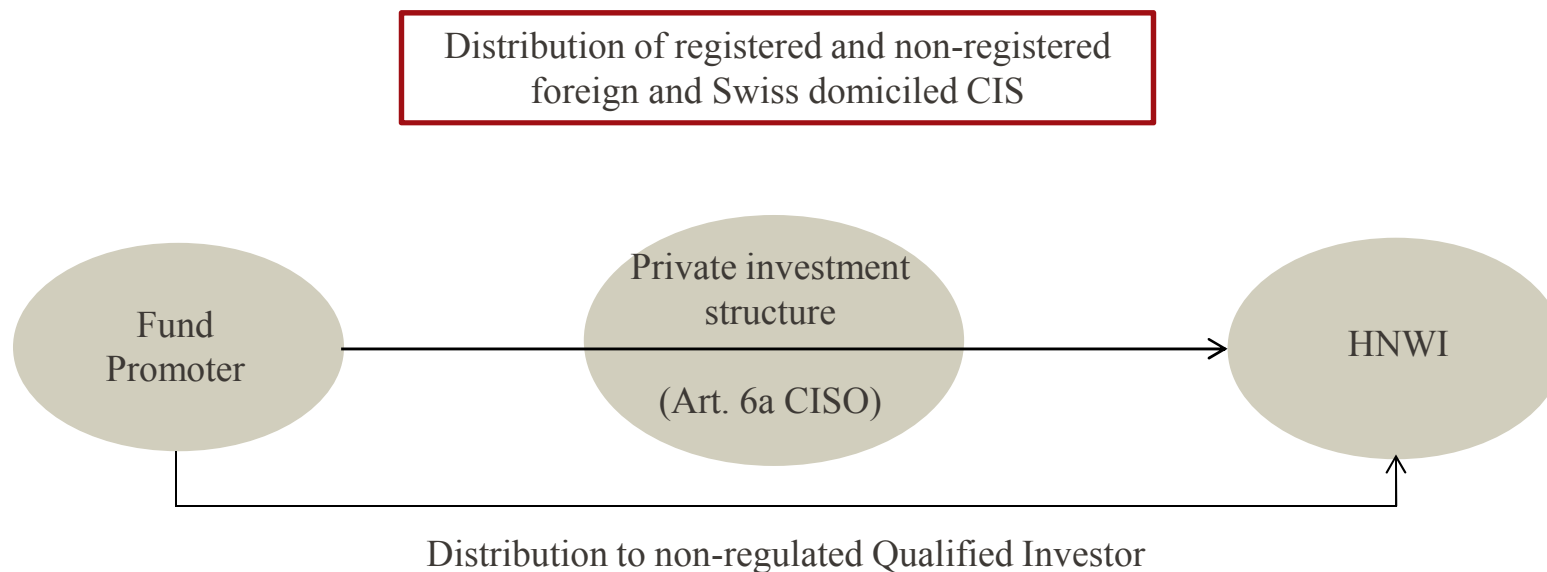 Distribution of registered and non-registered
foreign and Swiss domiciled CIS
Fund
Promoter
Private investment
structure
(Art. 6a CISO)
HNWI
Distribution to non-regulated Qualified Investor